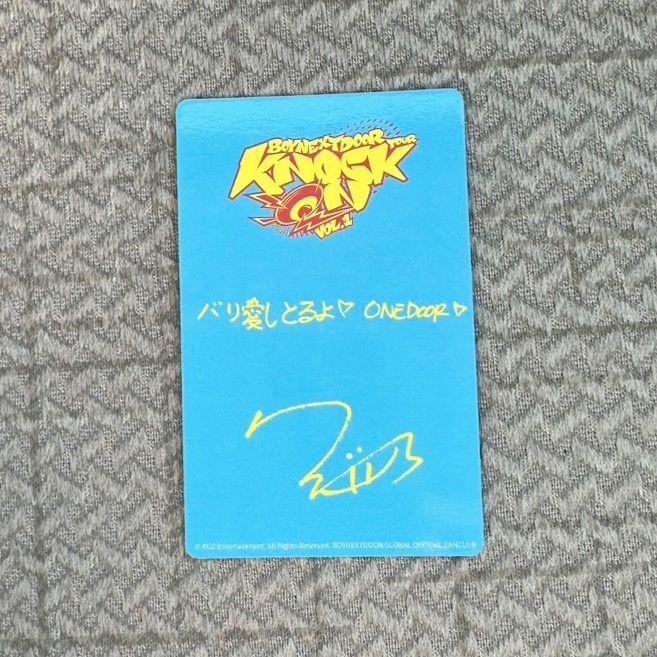 BOYNEXTDOOR TOUR
KNOCK
ON
VOL.1
バリ愛しとるよ♡ ONEDOOR♡
© KOZ Entertainment. All Rights Reserved. BOYNEXTDOOR GLOBAL OFFICIAL FANCLUB